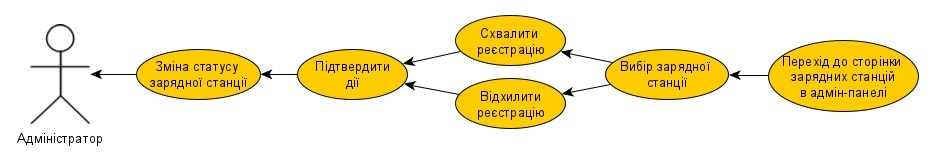 Адміністратор
Зміна статусу
зарядної станції
Підтвердити
дії
Схвалити
реєстрацію
Відхилити
реєстрацію
Вибір зарядної
станції
Перехід до сторінки
зарядних станцій
в адмін-панелі